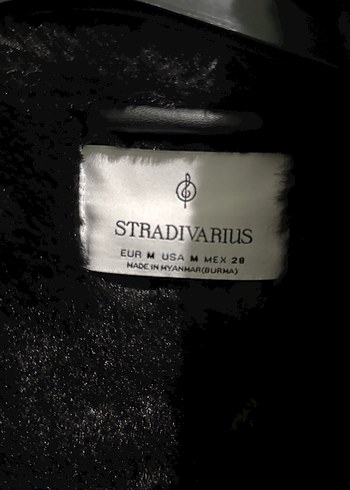 STRADIVARIUS
EUR M USA M MEX 28
MADE IN MYANMAR(BURMA)